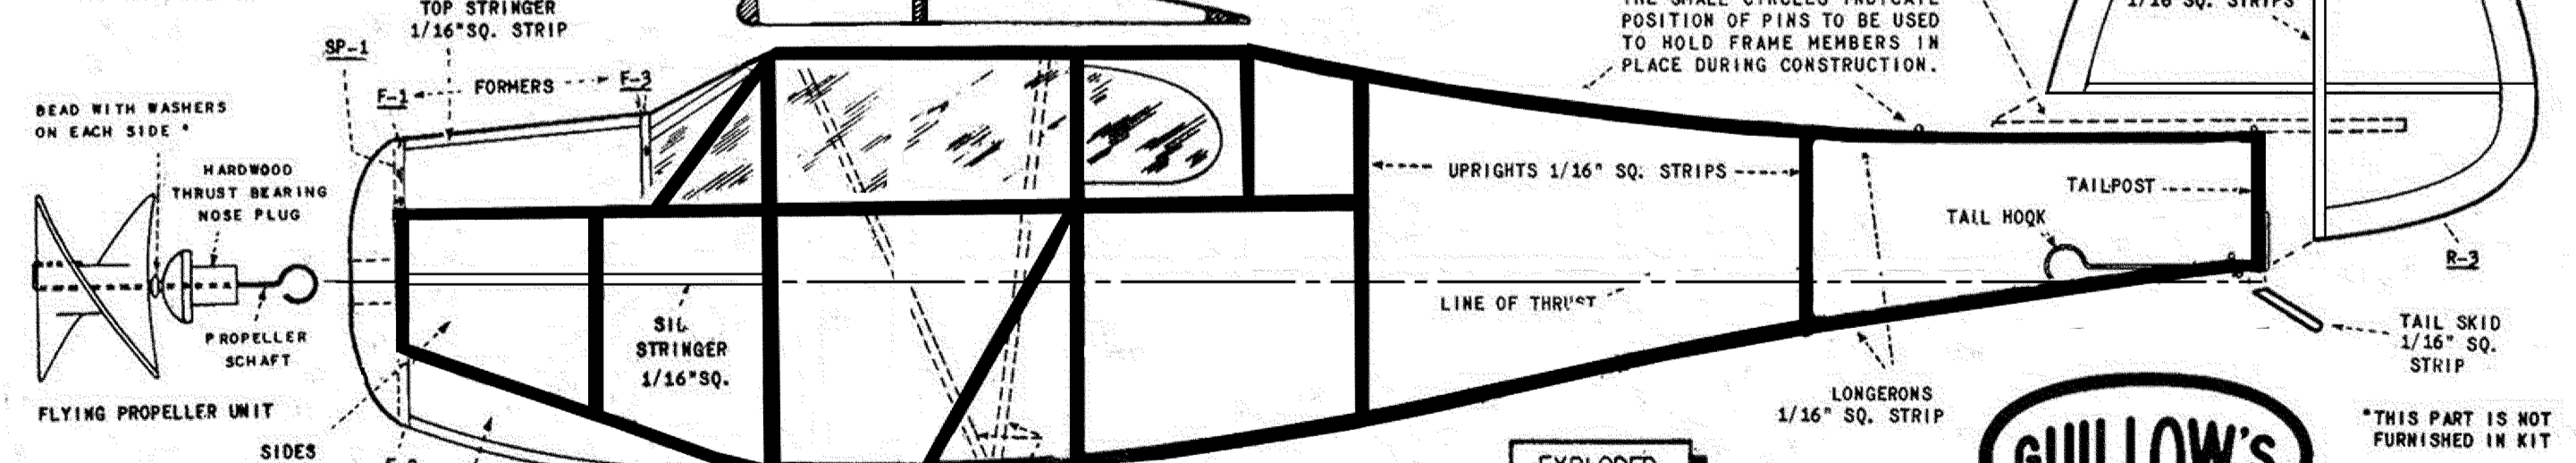 TOP STRINGER
1/16"SQ. STRIP
SP-1
FORMERS
F-3
F-1
BEAD WITH WASHERS
ON EACH SIDE *
HARDWOOD
THRUST BEARING
NOSE PLUG
PROPELLER
SCHAFT
FLYING PROPELLER UNIT
SIDES
STRINGER
1/16"SQ.
POSITION OF PINS TO BE USED
TO HOLD FRAME MEMBERS IN
PLACE DURING CONSTRUCTION.
1/16 SQ. STRIPS
UPRIGHTS 1/16" SQ. STRIPS
TAILPOST
TAIL HOOK
LINE OF THRUST
R-3
LONGERONS
1/16" SQ. STRIP
TAIL SKID
1/16" SQ.
STRIP
EXPLODED
GUILLOW'S
*THIS PART IS NOT
FURNISHED IN KIT